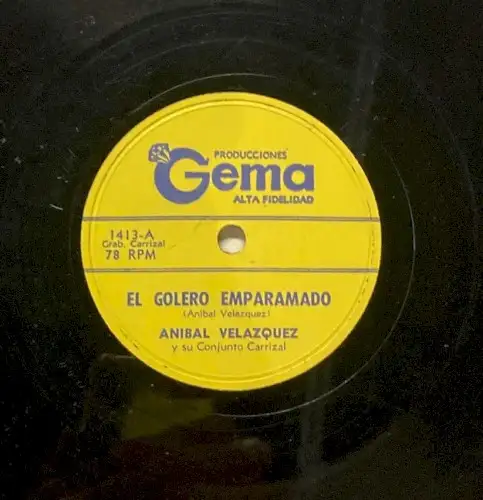 PRODUCCIONES
Gema
ALTA FIDELIDAD
1413-A
Grab. Carrizal
78 RPM
EL GOLERO EMPARAMADO
(Anibal Velazquez)
ANIBAL VELAZQUEZ
y su Conjunto Carrizal